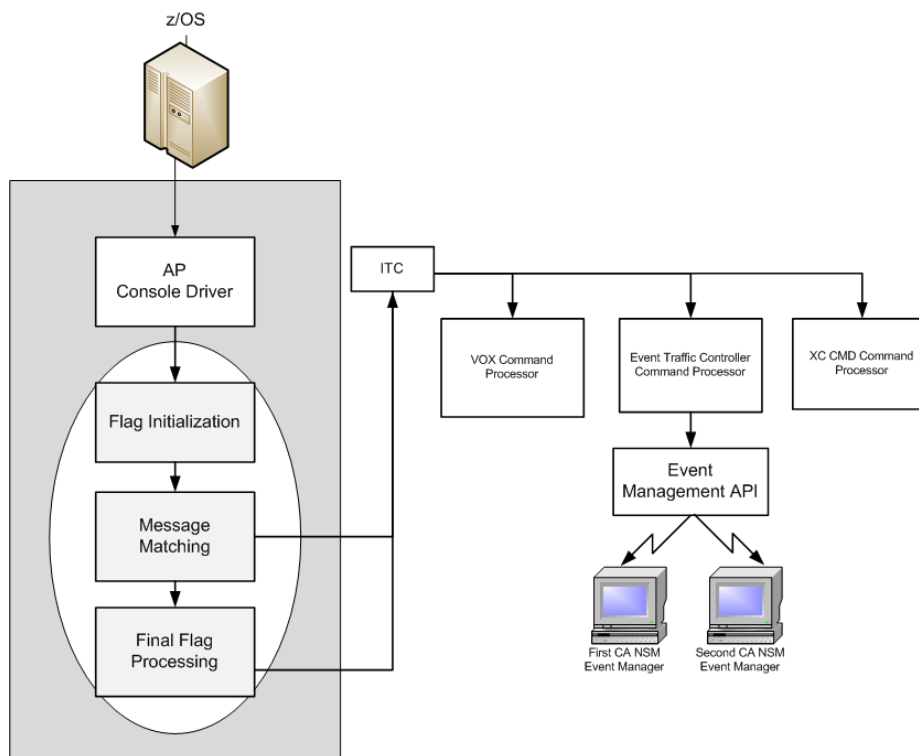 z/OS
AP
Console Driver
Flag Initialization
Message
Matching
Final Flag
Processing
ITC
VOX Command
Processor
Event Traffic Controller
Command Processor
XC CMD Command
Processor
Event
Management API
First CA NSM
Event Manager
Second CA NSM
Event Manager